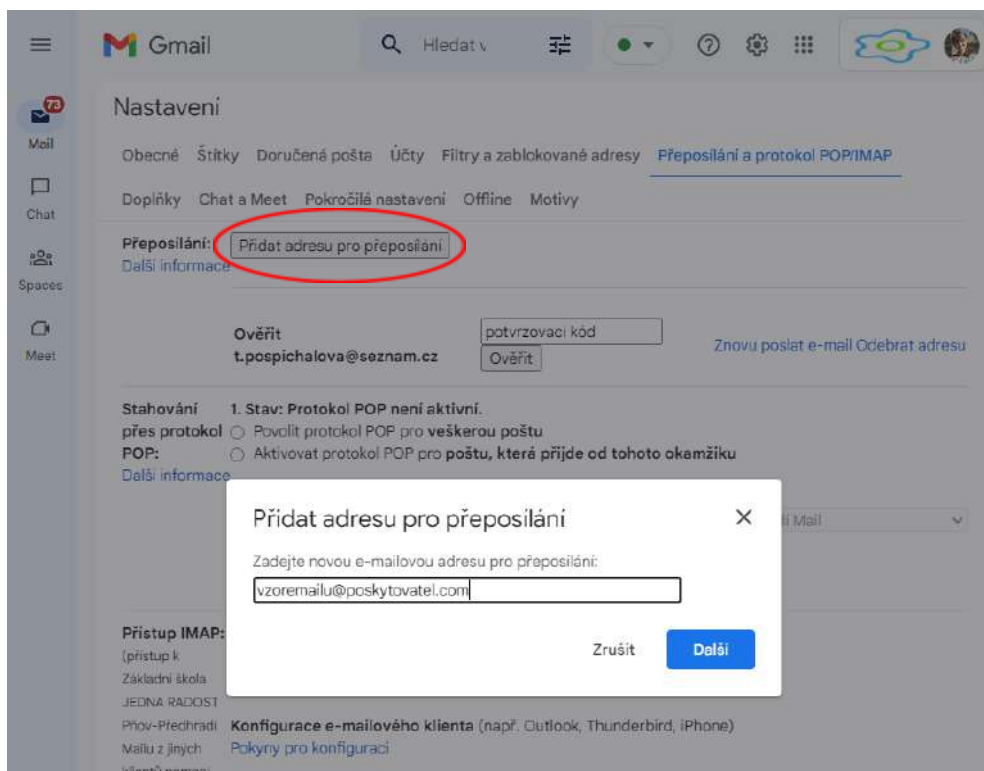 Gmail
Hledat v
73
Mail
Chat
Spaces
Meet
Nastavení
Obecné Štítky Doručená pošta Účty Filtry a zablokované adresy Přeposílání a protokol POP/IMAP
Doplňky Chat a Meet Pokročilá nastavení Offline Motivy
Přeposílání: Přidat adresu pro přeposílání
Další informace
Ověřit potvrzovací kód
t.pospichalova@seznam.cz Ověřit Znovu poslat e-mail Odebrat adresu
Stahování 1. Stav: Protokol POP není aktivní.
přes protokol Povolit protokol POP pro veškerou poštu
POP: Aktivovat protokol POP pro poštu, která přijde od tohoto okamžiku
Další informace
Mail
Přidat adresu pro přeposílání
Zadejte novou e-mailovou adresu pro přeposílání:
vzoremailu@poskytovatel.com
Zrušit Další
Přístup IMAP:
(přístup k
Základní škola
JEDNA RADOST
Pňov-Předhradí Konfigurace e-mailového klienta (např. Outlook, Thunderbird, iPhone)
Mailu z jiných Pokyny pro konfiguraci